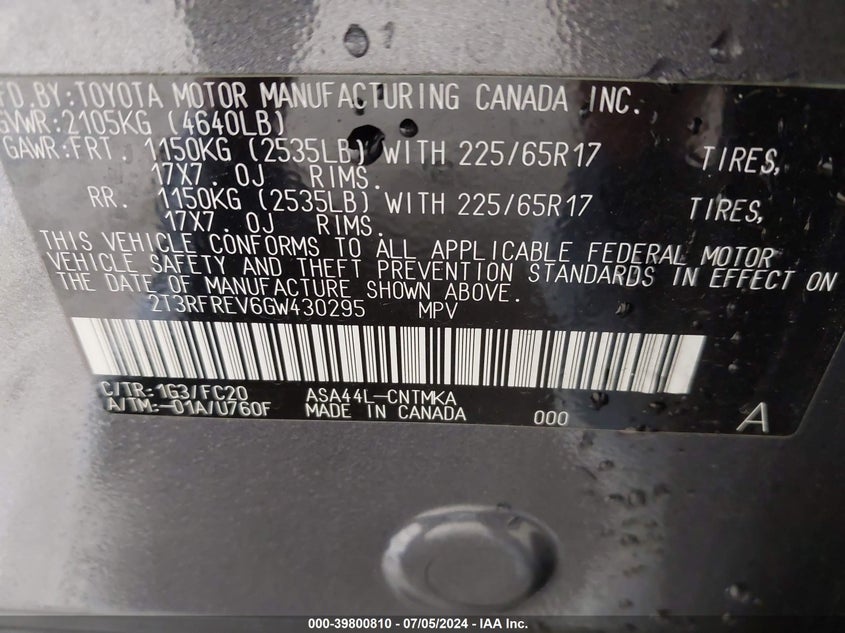 FD.BY:TOYOTA MOTOR MANUFACTURING CANADA INC.
GVWR:2105KG (4640LB)
GAWR:FRT. 1150KG (2535LB) WITH 225/65R17 TIRES,
17X7.0J RIMS.
RR. 1150KG (2535LB) WITH 225/65R17 TIRES,
17X7.0J RIMS.
THIS VEHICLE CONFORMS TO ALL APPLICABLE FEDERAL MOTOR
VEHICLE SAFETY AND THEFT PREVENTION STANDARDS IN EFFECT ON
THE DATE OF MANUFACTURE SHOWN ABOVE.
2T3RFREV6GW430295 MPV
C/TR:1G3/FC20 ASA44L-CNTMKA
A/TM:-01A/U760F MADE IN CANADA 000 A
000-39800810 - 07/05/2024 - IAA Inc.